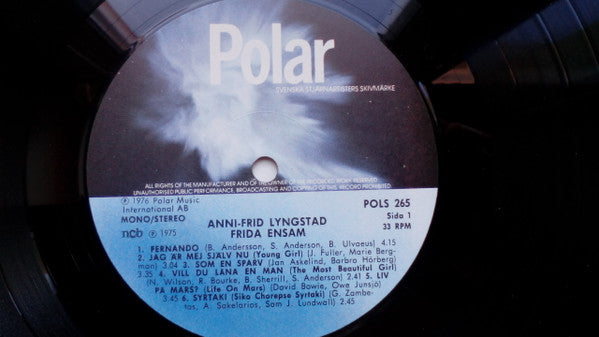 Polar
SVENSKA STJÄRNARTISTERS SKIVMÄRKE
ALL RIGHTS OF THE MANUFACTURER AND OF THE OWNER OF THE RECORDED WORK RESERVED
UNAUTHORISED PUBLIC PERFORMANCE, BROADCASTING AND COPYING OF THIS RECORD PROHIBITED
℗ 1976 Polar Music
International AB
MONO/STEREO
ncb ℗ 1975
POLS 265
Side 1
33 RPM
ANNI-FRID LYNGSTAD
FRIDA ENSAM
1. FERNANDO (B. Andersson, S. Anderson, B. Ulvaeus) 4.15
2. JAG ÄR MEJ SJÄLV NU (Young Girl) (J. Fuller, Marie Berg-
man) 3.04 3. SOM EN SPARV (Jan Askelind, Barbro Hörberg)
3.35 4. VILL DU LÅNA EN MAN (The Most Beautiful Girl)
(N. Wilson, R. Bourke, B. Sherrill, S. Anderson) 2.41 5. LIV
PÅ MARS? (Life On Mars) (David Bowie, Owe Junsjö)
3.45 6. SYRTAKI (Siko Chorepse Syrtaki) (G. Zambe-
tas, A. Sakelarios, Sam J. Lundwall) 2.45